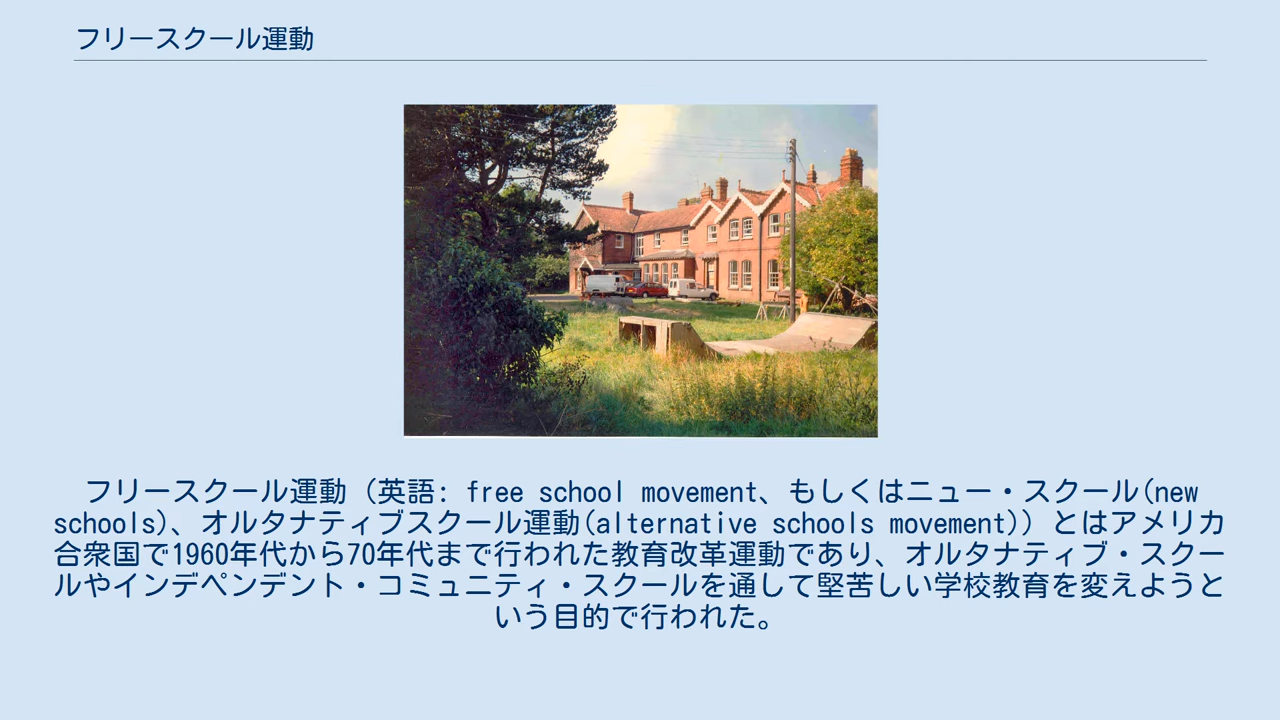 フリースクール運動
フリースクール運動（英語: free school movement、もしくはニュー・スクール(new
schools)、オルタナティブスクール運動(alternative schools movement)）とはアメリカ
合衆国で1960年代から70年代まで行われた教育改革運動であり、オルタナティブ・スクー
ルやインデペンデント・コミュニティ・スクールを通して堅苦しい学校教育を変えようと
いう目的で行われた。